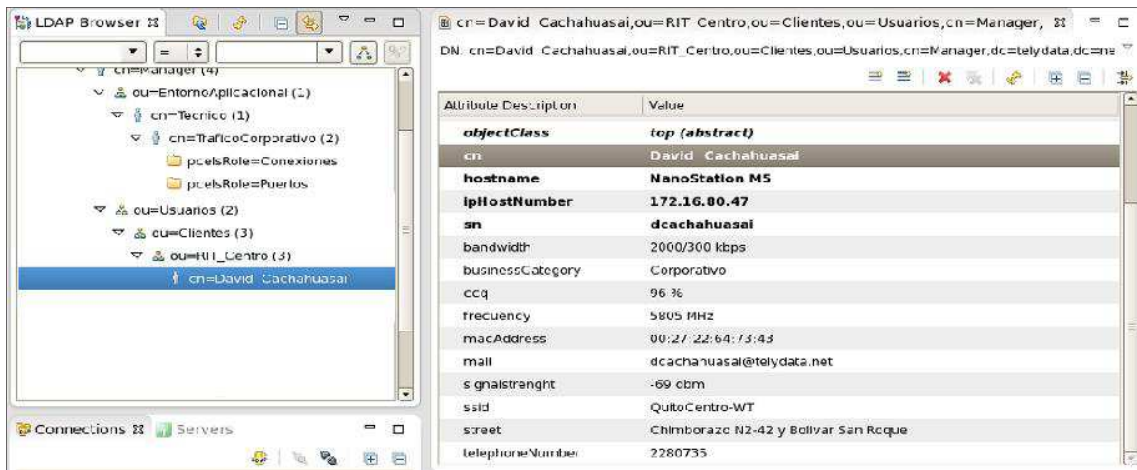 LDAP Browser
=
cn=Manager (4)
ou=EntornoAplicacional (1)
cn=Tecnico (1)
cn=TraficoCorporativo (2)
pcelsRole=Conexiones
pcelsRole=Puertos
ou=Usuarios (2)
ou=Clientes (3)
ou=RIT_Centro (3)
cn=David Cachahuasai
Connections Servers
cn=David Cachahuasai,ou=RIT Centro,ou=Clientes,ou=Usuarios,cn=Manager,
DN: cn=David Cachahuasai,ou=RIT_Centro,ou=Clientes,ou=Usuarios,cn=Manager,dc=telydata,dc=ne
Attribute Description Value
objectClass top (abstract)
cn David Cachahuasai
hostname NanoStation M5
ipHostNumber 172.16.80.47
sn dcachahuasai
bandwidth 2000/300 kbps
businessCategory Corporativo
ccq 96 %
frecuency 5805 MHz
macAddress 00:27:22:64:73:43
mail dcachahuasai@telydata.net
signalstrenght -69 dbm
ssid QuitoCentro-WT
street Chimborazo N2-42 y Bolivar San Roque
telephoneNumber 2280735